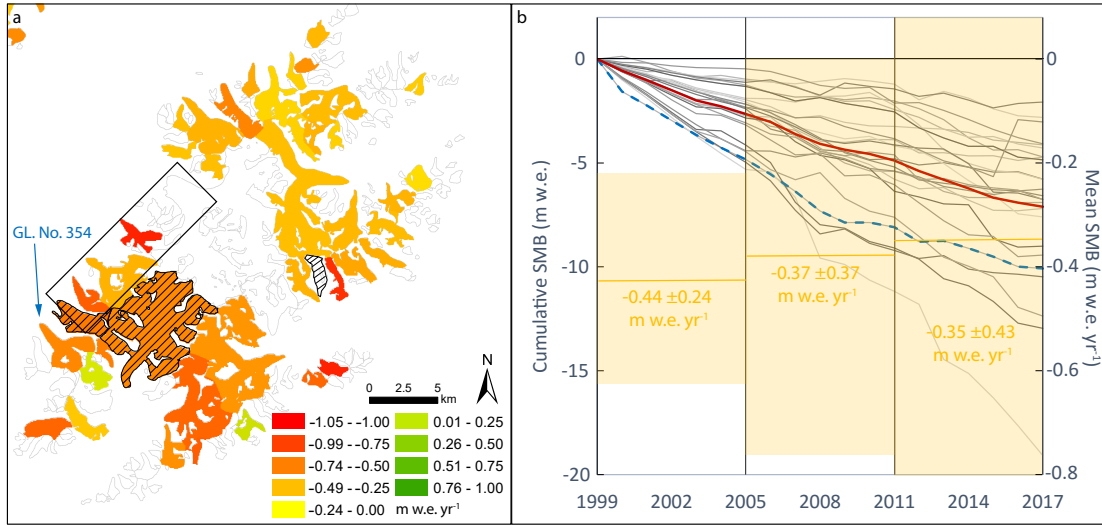 a
GL. No. 354
N
0 2.5 5
km
-1.05 - -1.00
-0.99 - -0.75
-0.74 - -0.50
-0.49 - -0.25
-0.24 - 0.00
0.01 - 0.25
0.26 - 0.50
0.51 - 0.75
0.76 - 1.00
m w.e. yr-1
b
Cumulative SMB (m w.e.)
0
-5
-10
-15
-20
-0.44 ±0.24
m w.e. yr-1
-0.37 ±0.37
m w.e. yr-1
-0.35 ±0.43
m w.e. yr-1
0
-0.2
-0.4
-0.6
-0.8
Mean SMB (m w.e. yr-1)
1999 2002 2005 2008 2011 2014 2017